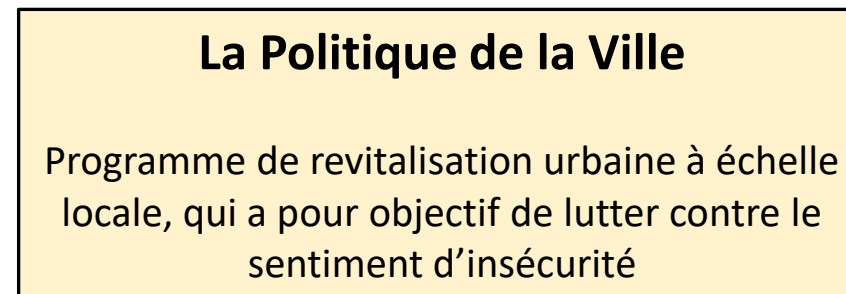 La Politique de la Ville
Programme de revitalisation urbaine à échelle
locale, qui a pour objectif de lutter contre le
sentiment d’insécurité